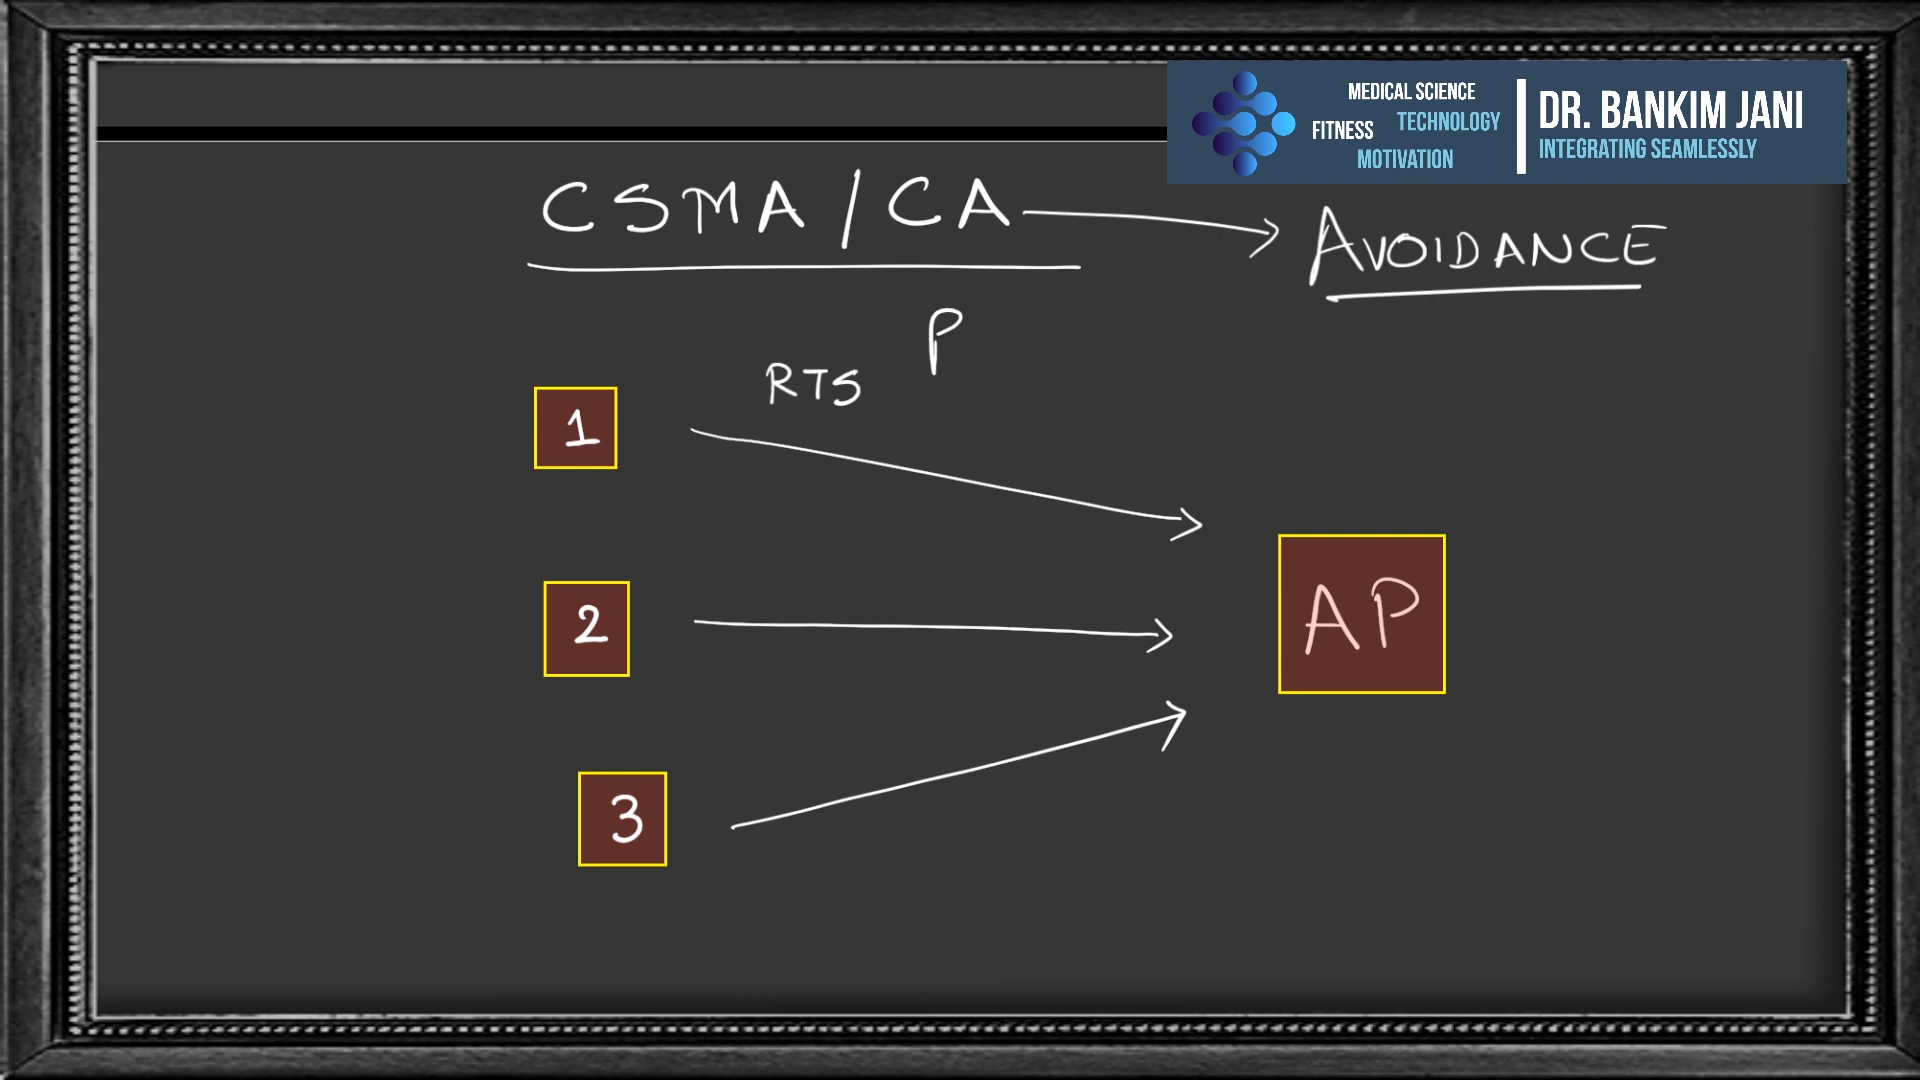 MEDICAL SCIENCE
FITNESS TECHNOLOGY
MOTIVATION
DR. BANKIM JANI
INTEGRATING SEAMLESSLY
CSMA/CA
AVOIDANCE
P
RTS
1
2
AP
3